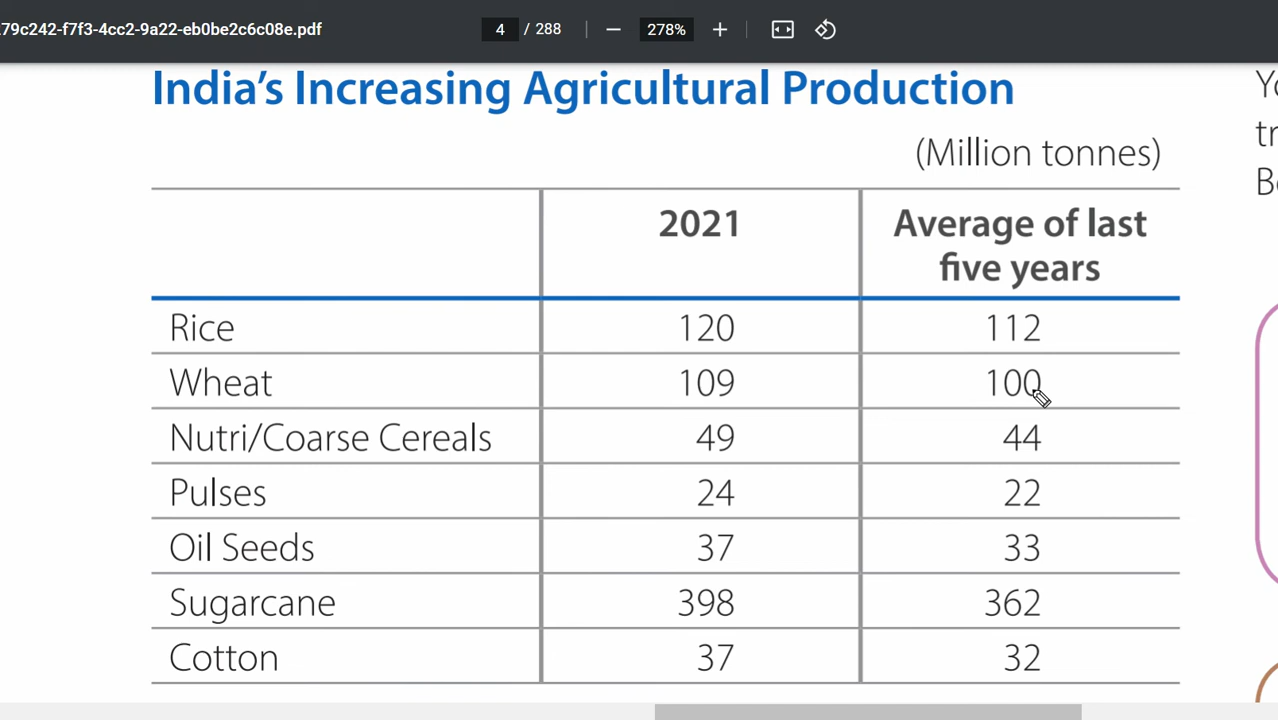 79c242-f7f3-4cc2-9a22-eb0be2c6c08e.pdf 4 / 288 278%
India's Increasing Agricultural Production
(Million tonnes)
2021 Average of last
five years
Rice 120 112
Wheat 109 100
Nutri/Coarse Cereals 49 44
Pulses 24 22
Oil Seeds 37 33
Sugarcane 398 362
Cotton 37 32